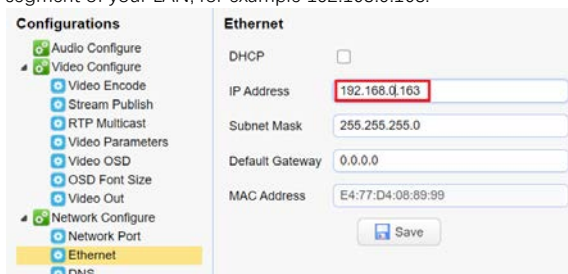 segment of your LAN, for example 192.168.0.163.
Configurations
Audio Configure
Video Configure
Video Encode
Stream Publish
RTP Multicast
Video Parameters
Video OSD
OSD Font Size
Video Out
Network Configure
Network Port
Ethernet
DNS
Ethernet
DHCP
IP Address 192.168.0.163
Subnet Mask 255.255.255.0
Default Gateway 0.0.0.0
MAC Address E4:77:D4:08:89:99
Save